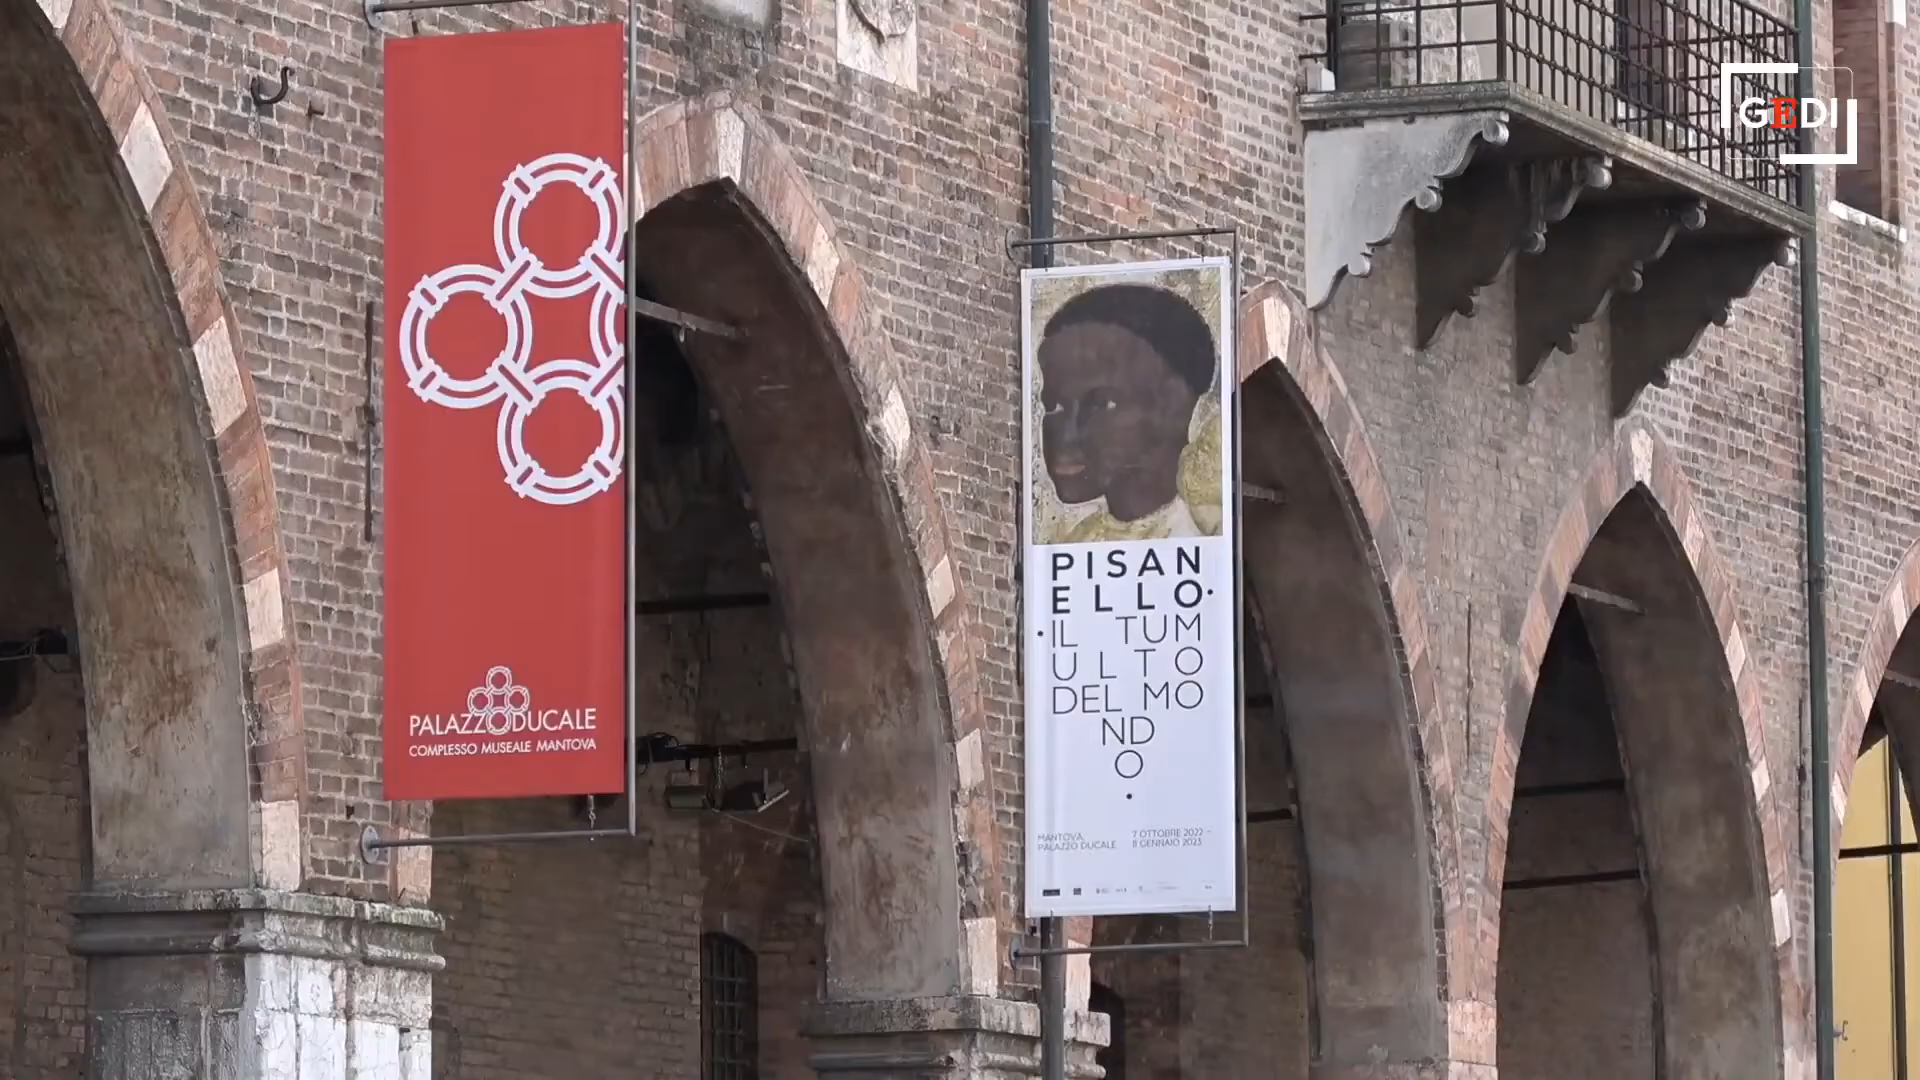 GEDI
PALAZZO DUCALE
COMPLESSO MUSEALE MANTOVA
PISAN
ELLO·
·IL TUM
ULTO
DEL MO
ND
O
·
MANTOVA,
PALAZZO DUCALE
7 OTTOBRE 2022 –
8 GENNAIO 2023